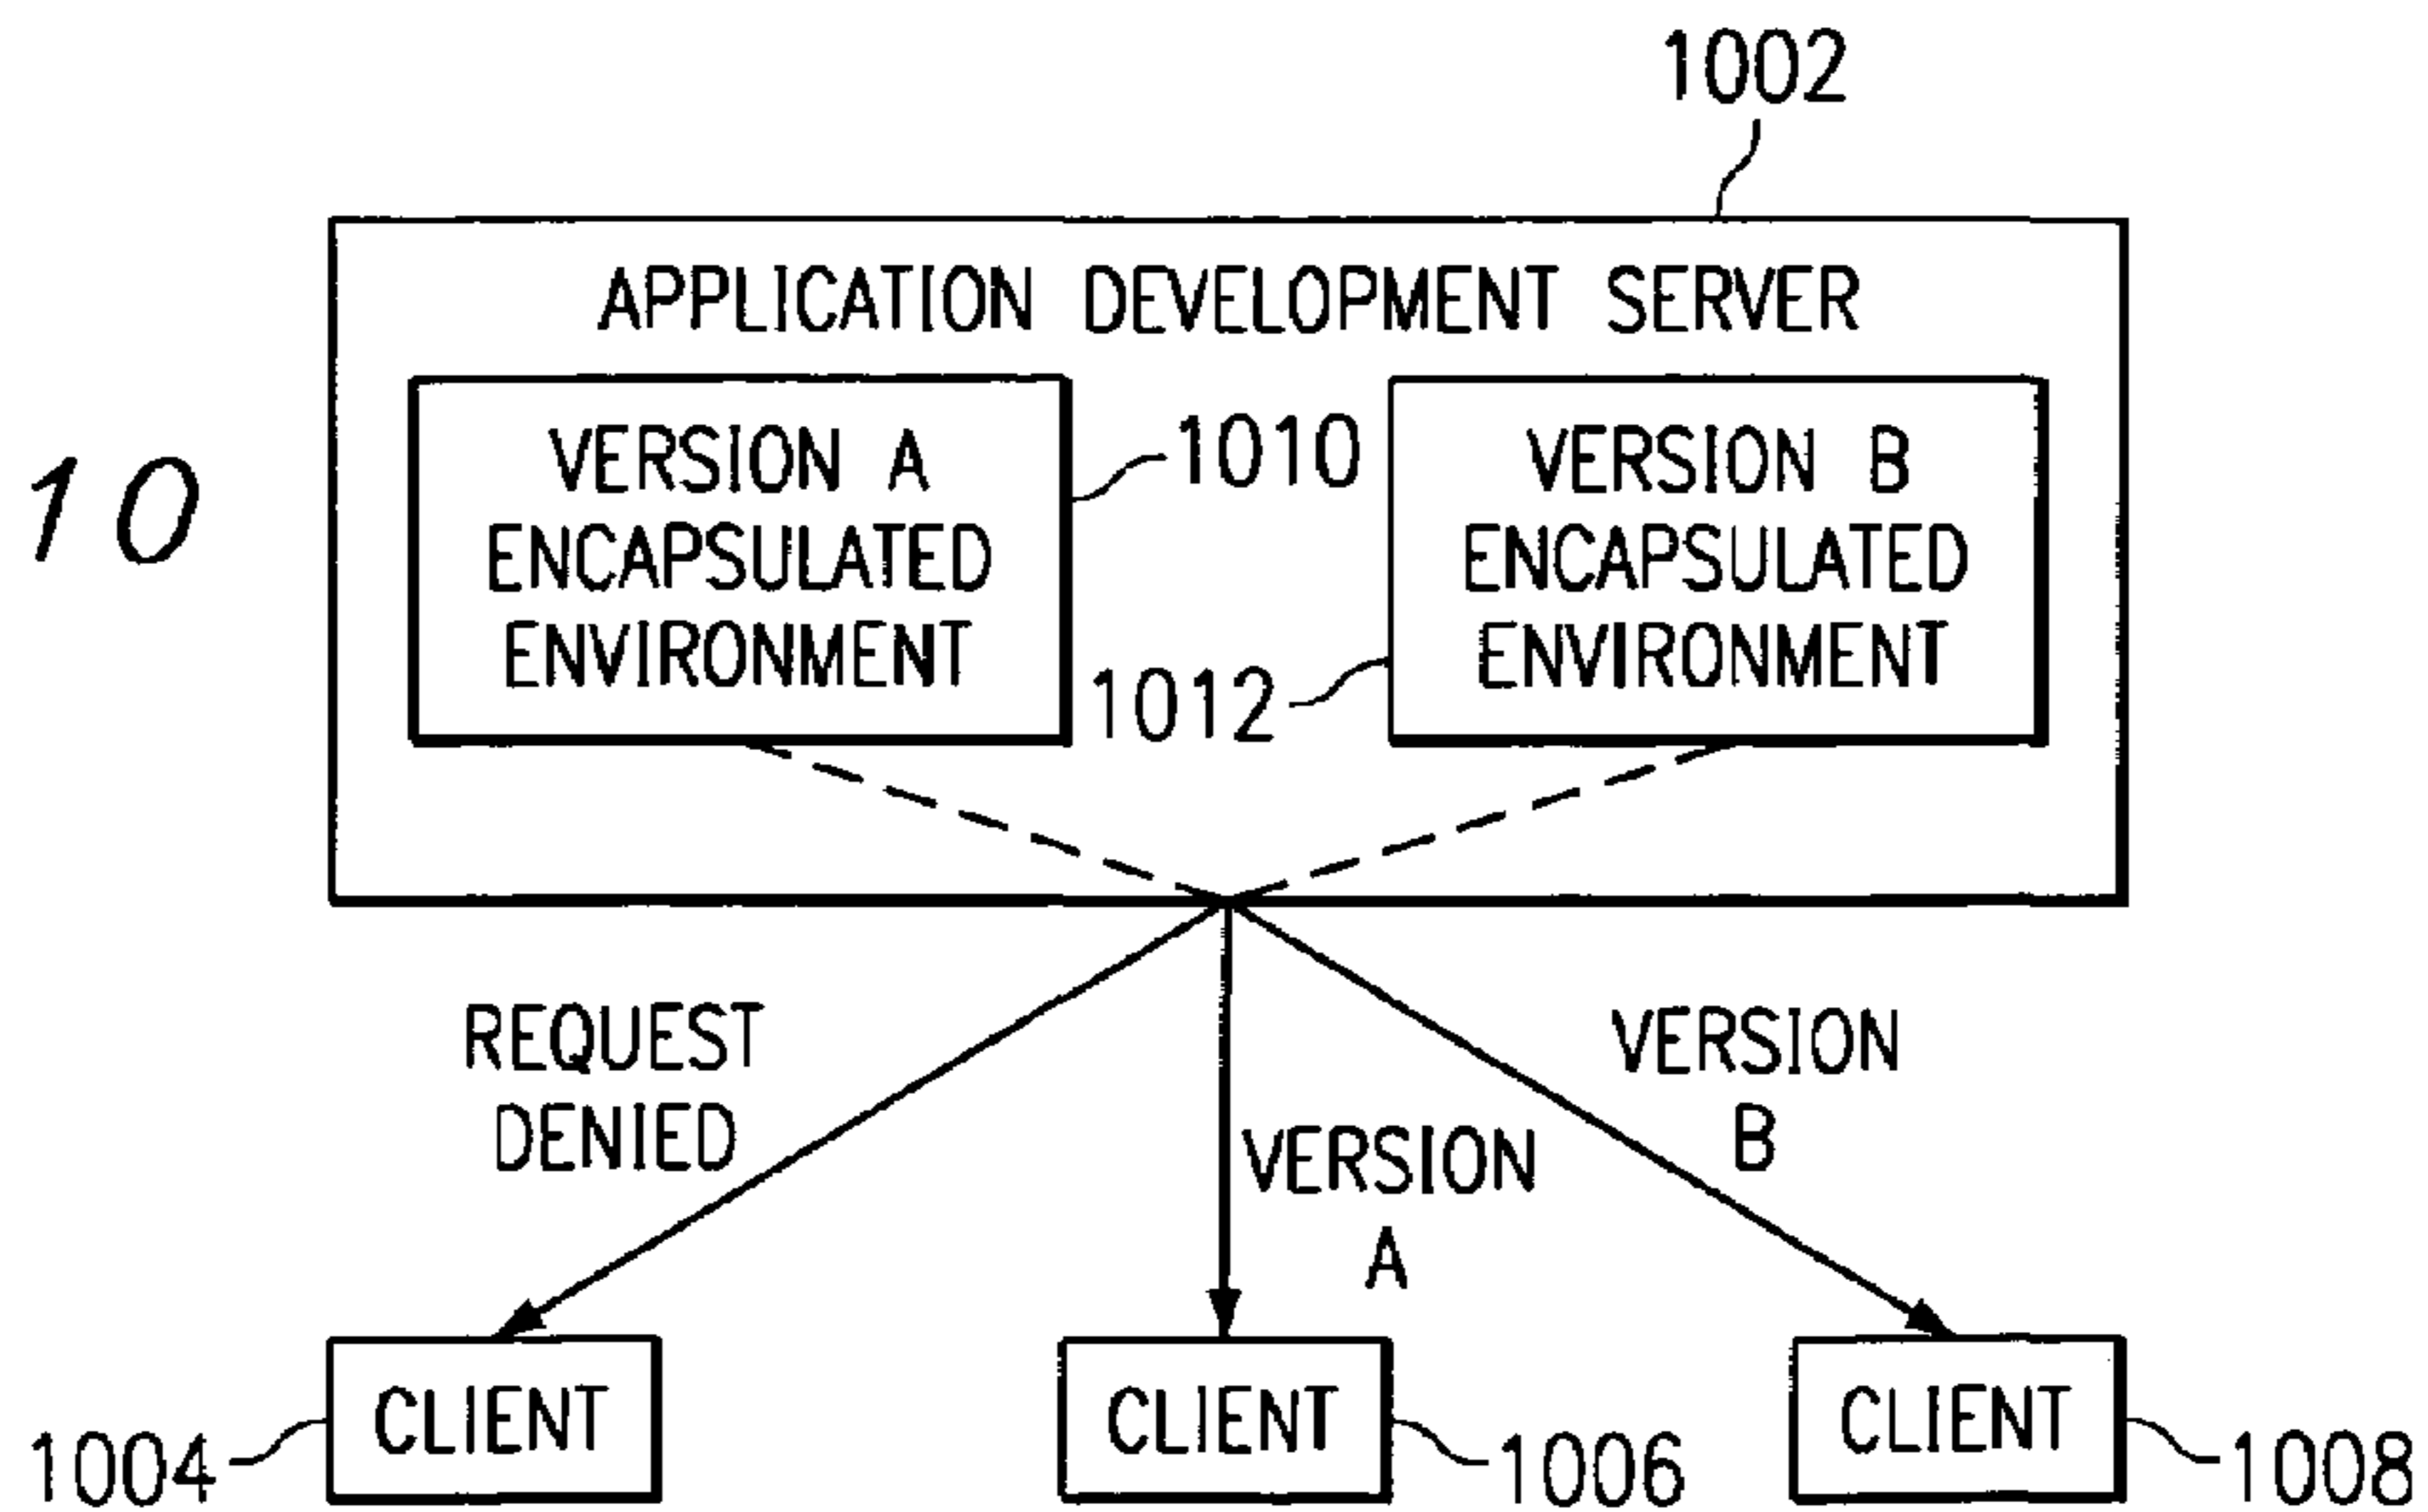 1002
APPLICATION DEVELOPMENT SERVER
10
VERSION A
ENCAPSULATED
ENVIRONMENT
1010
1012
VERSION B
ENCAPSULATED
ENVIRONMENT
REQUEST
DENIED
VERSION
A
VERSION
B
1004
CLIENT
CLIENT
1006
CLIENT
1008